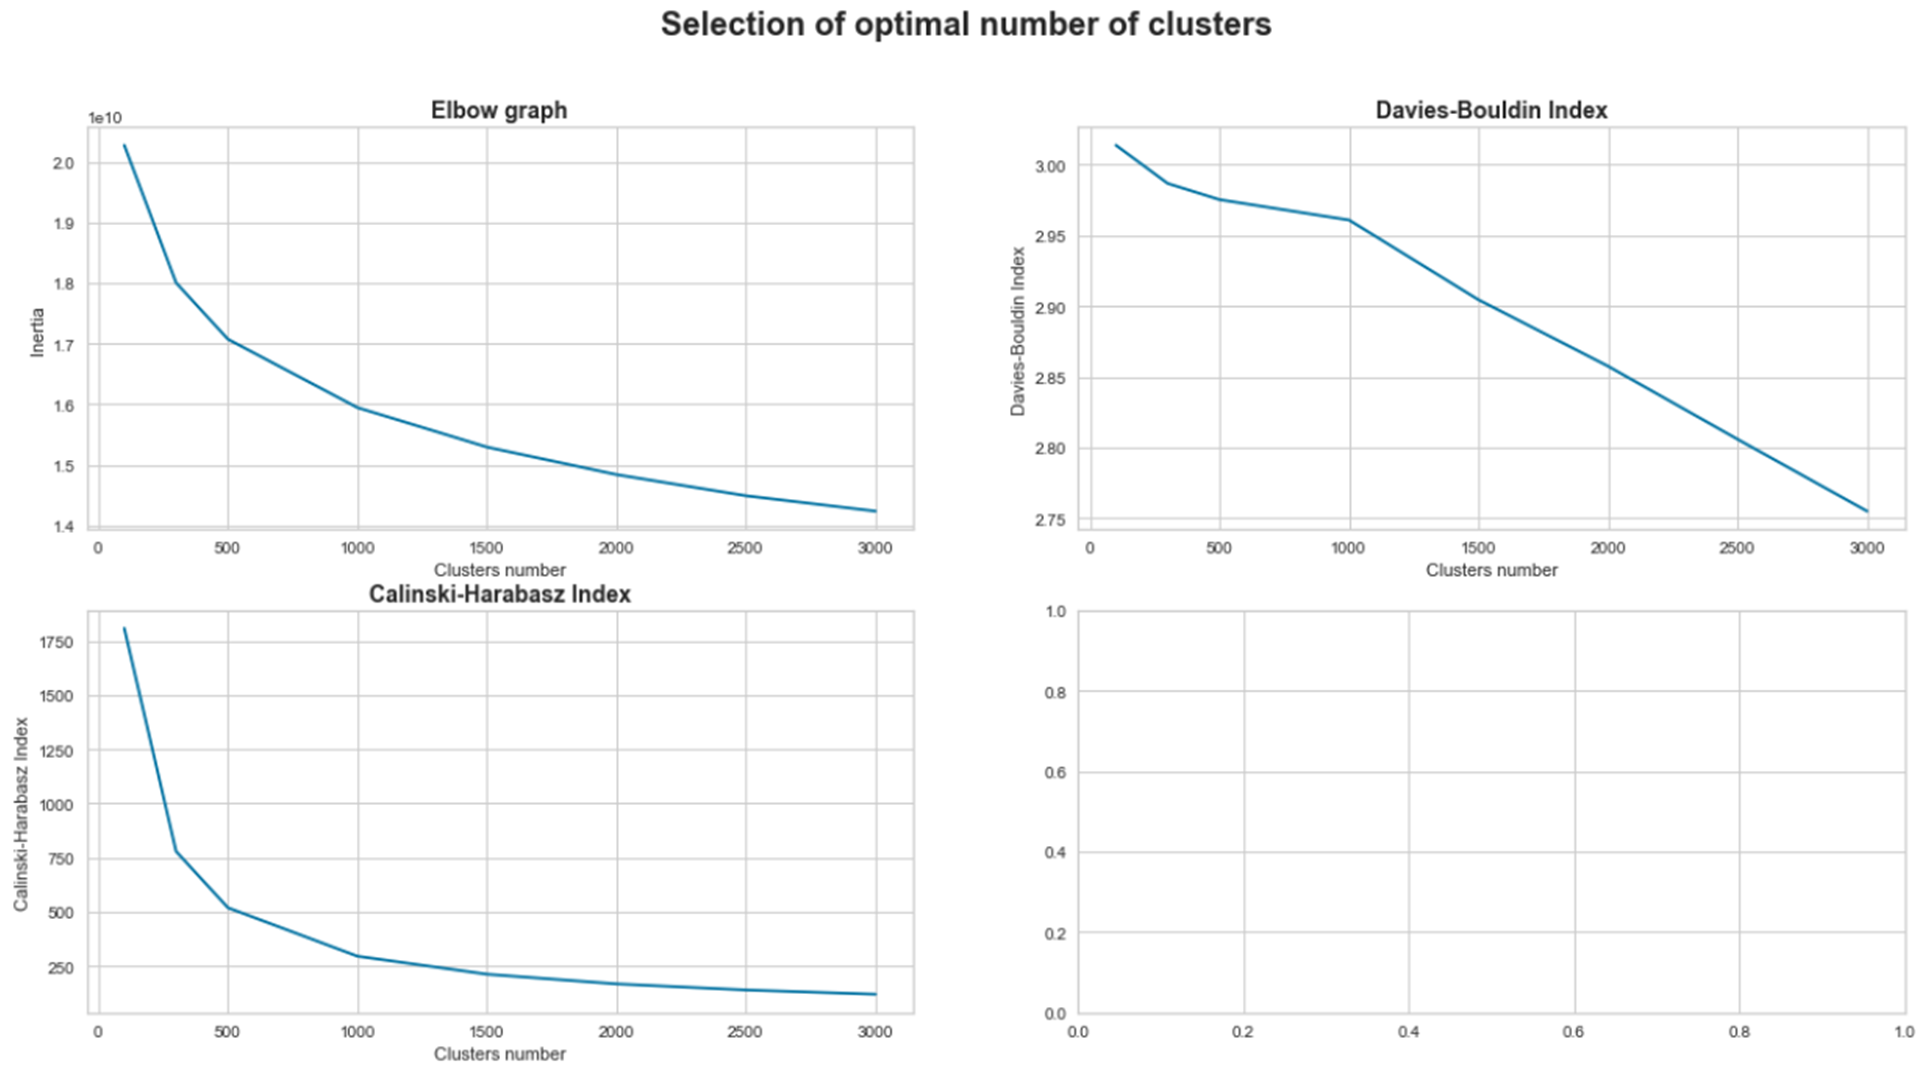 Selection of optimal number of clusters
Elbow graph
1e10
2.0
1.9
1.8
1.7
1.6
1.5
1.4
Inertia
0 500 1000 1500 2000 2500 3000
Clusters number
Davies-Bouldin Index
3.00
2.95
2.90
2.85
2.80
2.75
Davies-Bouldin Index
0 500 1000 1500 2000 2500 3000
Clusters number
Calinski-Harabasz Index
1750
1500
1250
1000
750
500
250
Calinski-Harabasz Index
0 500 1000 1500 2000 2500 3000
Clusters number
1.0
0.8
0.6
0.4
0.2
0.0
0.0 0.2 0.4 0.6 0.8 1.0